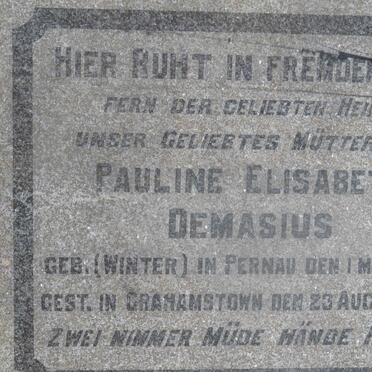 HIER RUHT IN FREMDER
FERN DER GELIEBTEN HEI
UNSER GELIEBTES MÜTTER
PAULINE ELISABET
DEMASIUS
GEB. (WINTER) IN PERNAU DEN 1 M
GEST. IN GRAHAMSTOWN DEN 23 AUG
ZWEI NIMMER MÜDE HÄNDE